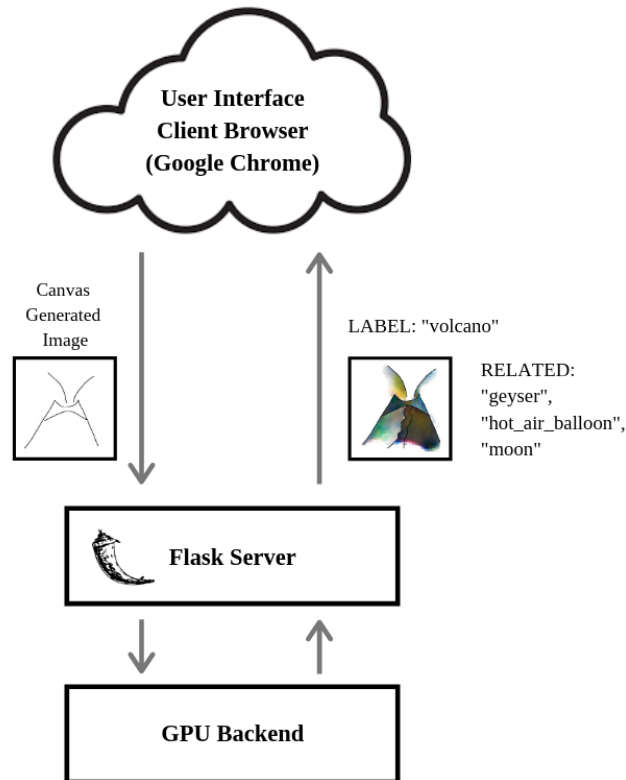 User Interface
Client Browser
(Google Chrome)
Canvas
Generated
Image
LABEL: "volcano"
RELATED:
"geyser",
"hot_air_balloon",
"moon"
Flask Server
GPU Backend